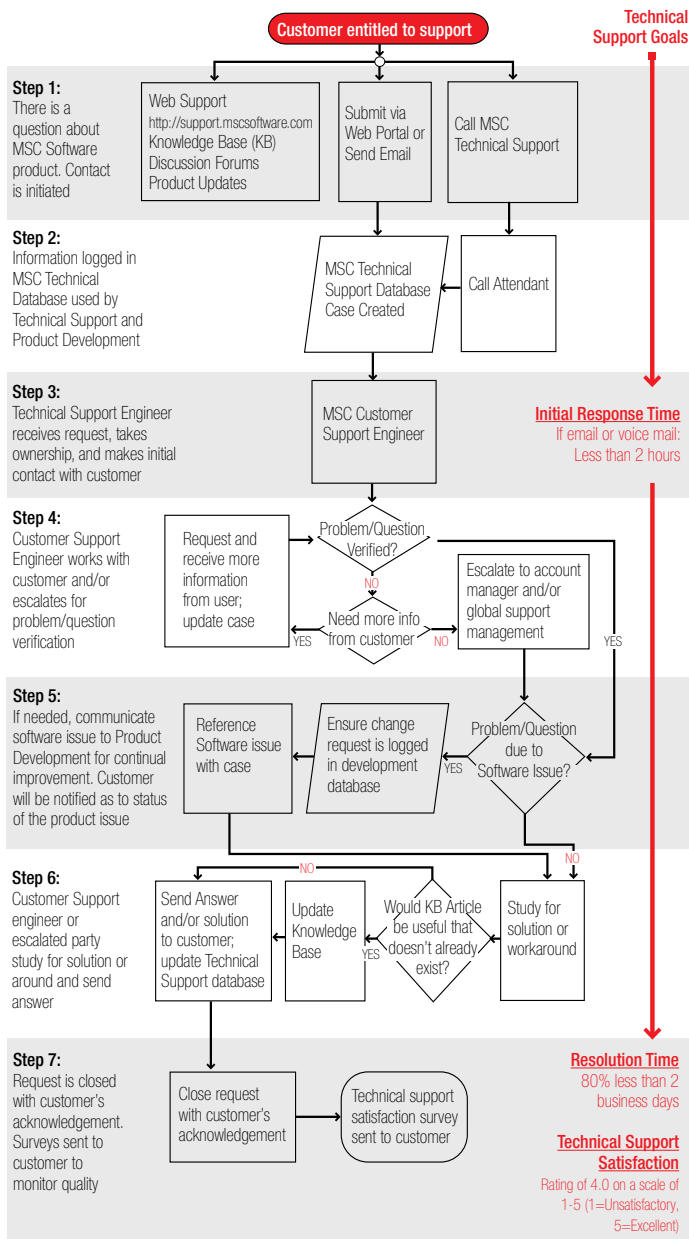 Customer entitled to support
Technical
Support Goals
Step 1:
There is a
question about
MSC Software
product. Contact
is initiated
Web Support
http://support.mscsoftware.com
Knowledge Base (KB)
Discussion Forums
Product Updates
Submit via
Web Portal or
Send Email
Call MSC
Technical Support
Step 2:
Information logged in
MSC Technical
Database used by
Technical Support and
Product Development
MSC Technical
Support Database
Case Created
Call Attendant
Step 3:
Technical Support Engineer
receives request, takes
ownership, and makes initial
contact with customer
MSC Customer
Support Engineer
Initial Response Time
If email or voice mail:
Less than 2 hours
Step 4:
Customer Support
Engineer works with
customer and/or
escalates for
problem/question
verification
Request and
receive more
information
from user;
update case
Problem/Question
Verified?
NO
Need more info
from customer
YES
NO
Escalate to account
manager and/or
global support
management
YES
Step 5:
If needed, communicate
software issue to Product
Development for continual
improvement. Customer
will be notified as to status
of the product issue
Reference
Software issue
with case
Ensure change
request is logged
in development
database
YES
Problem/Question
due to
Software Issue?
NO
NO
Step 6:
Customer Support
engineer or
escalated party
study for solution or
around and send
answer
Send Answer
and/or solution
to customer;
update Technical
Support database
Update
Knowledge
Base
YES
Would KB Article
be useful that
doesn't already
exist?
Study for
solution or
workaround
Step 7:
Request is closed
with customer's
acknowledgement.
Surveys sent to
customer to
monitor quality
Close request
with customer's
acknowledgement
Technical support
satisfaction survey
sent to customer
Resolution Time
80% less than 2
business days
Technical Support
Satisfaction
Rating of 4.0 on a scale of
1-5 (1=Unsatisfactory,
5=Excellent)